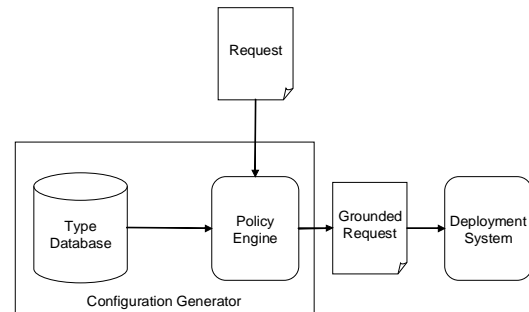 Request
Type
Database
Policy
Engine
Grounded
Request
Deployment
System
Configuration Generator